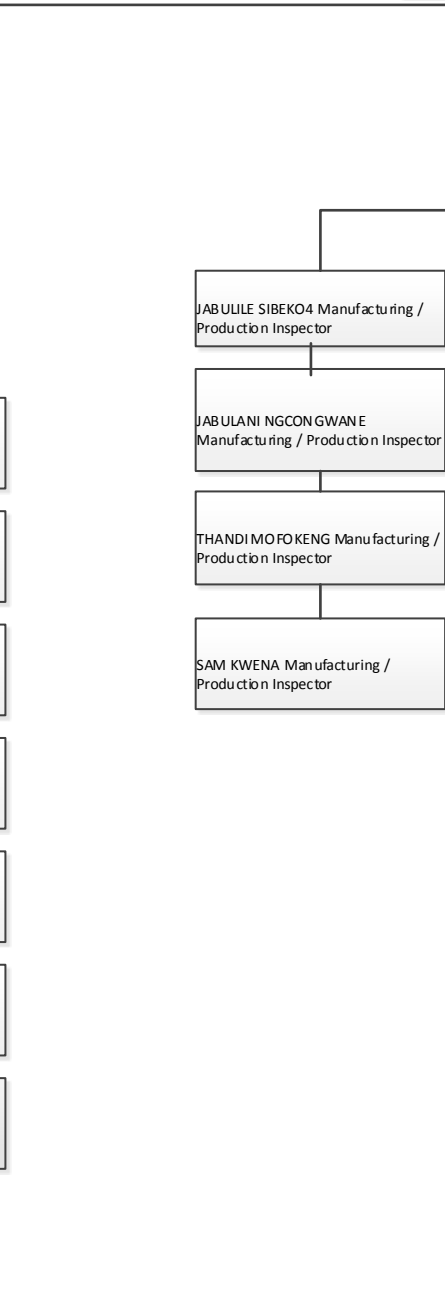 JABULILE SIBEKO4 Manufacturing /
Production Inspector
JABULANI NGCONGWANE
Manufacturing / Production Inspector
THANDI MOFOKENG Manufacturing /
Production Inspector
SAM KWENA Manufacturing /
Production Inspector